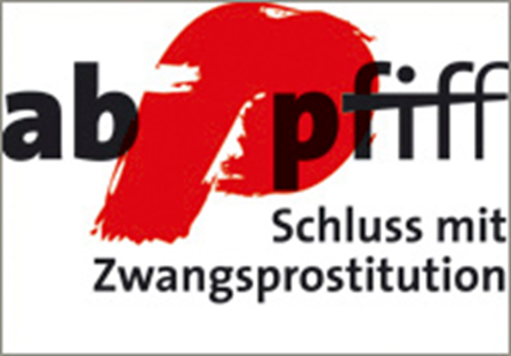 abpfiff
Schluss mit
Zwangsprostitution